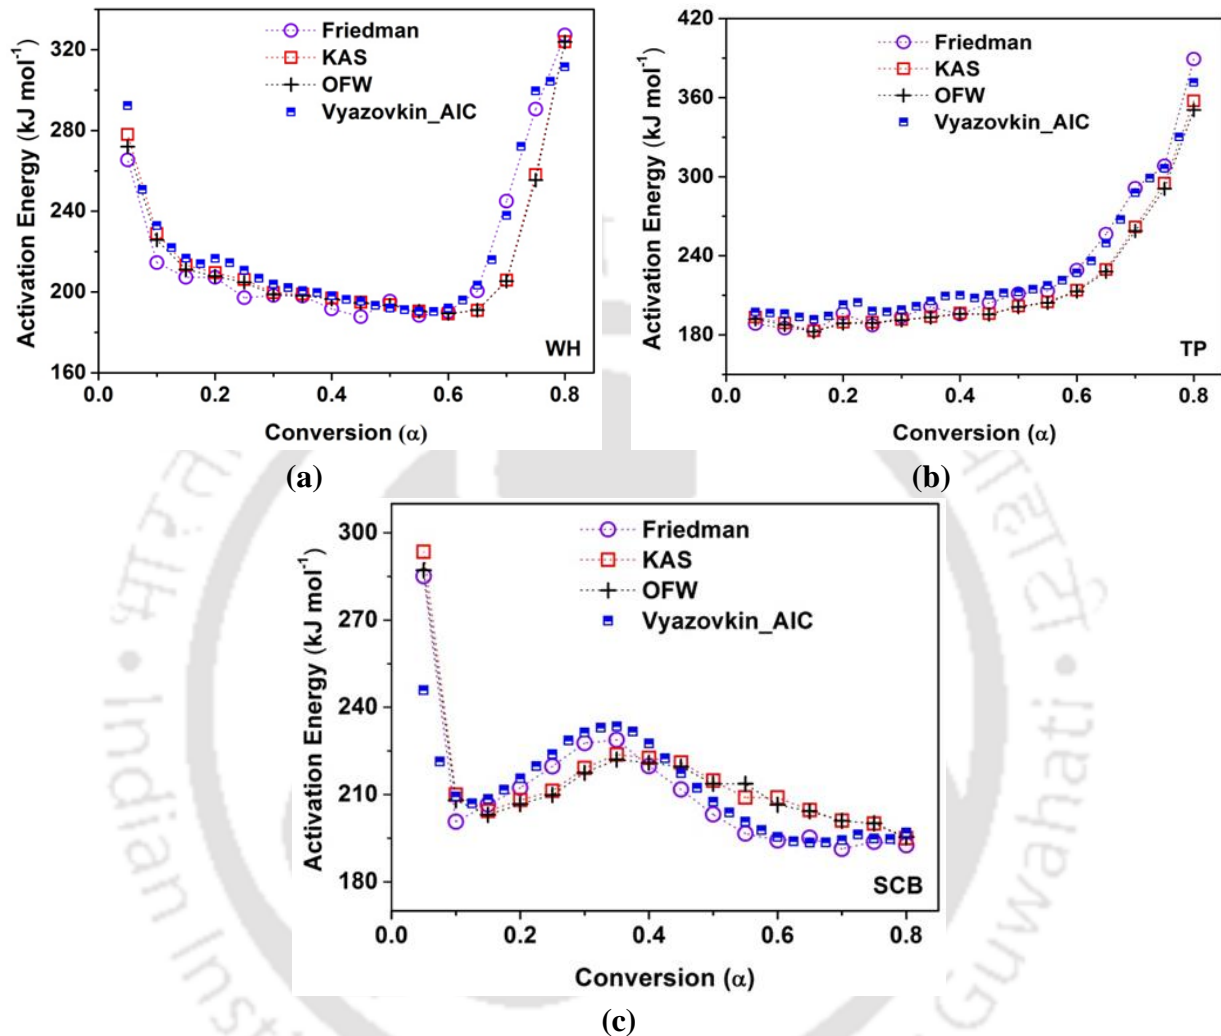 Activation Energy (kJ mol⁻¹)
320
280
240
200
160
Friedman
KAS
OFW
Vyazovkin_AIC
WH
0.0 0.2 0.4 0.6 0.8
Conversion (α)
(a)
Activation Energy (kJ mol⁻¹)
420
360
300
240
180
Friedman
KAS
OFW
Vyazovkin_AIC
TP
0.0 0.2 0.4 0.6 0.8
Conversion (α)
(b)
Activation Energy (kJ mol⁻¹)
300
270
240
210
180
Friedman
KAS
OFW
Vyazovkin_AIC
SCB
0.0 0.2 0.4 0.6 0.8
Conversion (α)
(c)
Indian Inst
Guwahati